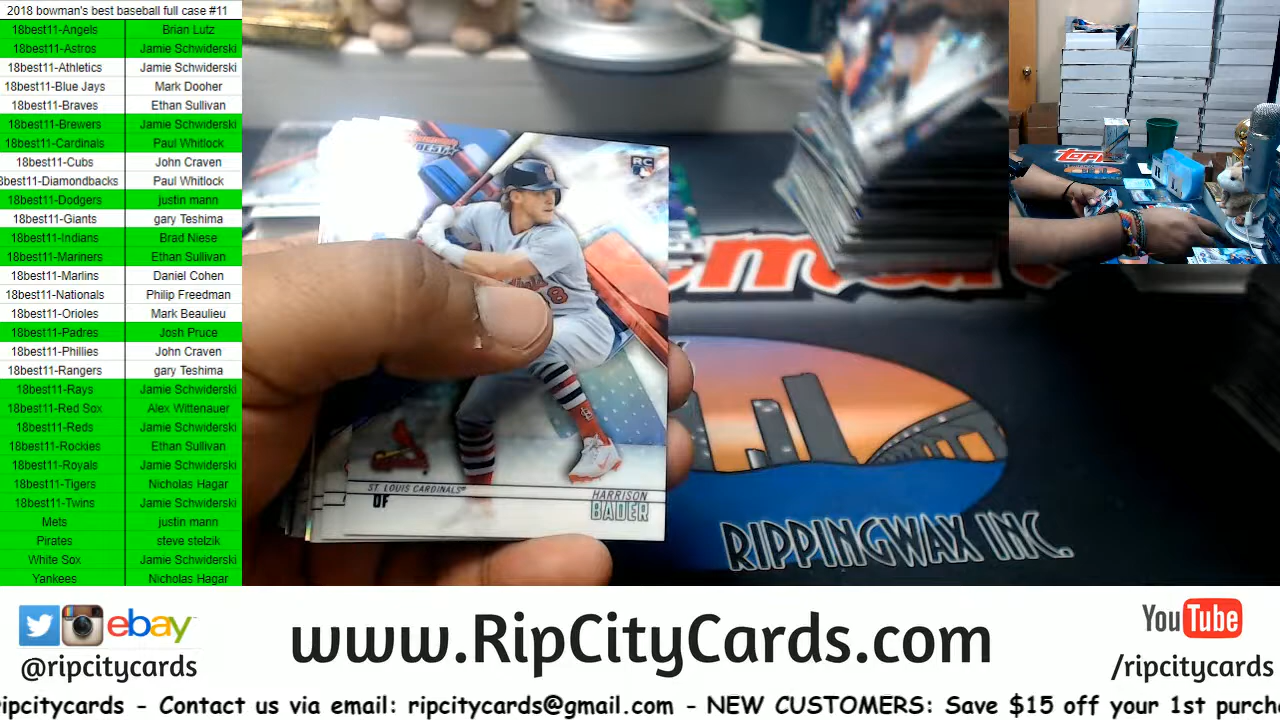 2018 bowman's best baseball full case #11
18best11-Angels Brian Lutz
18best11-Astros Jamie Schwiderski
18best11-Athletics Jamie Schwiderski
18best11-Blue Jays Mark Dooher
18best11-Braves Ethan Sullivan
18best11-Brewers Jamie Schwiderski
18best11-Cardinals Paul Whitlock
18best11-Cubs John Craven
8best11-Diamondbacks Paul Whitlock
18best11-Dodgers justin mann
18best11-Giants gary Teshima
18best11-Indians Brad Niese
18best11-Mariners Ethan Sullivan
18best11-Marlins Daniel Cohen
18best11-Nationals Philip Freedman
18best11-Orioles Mark Beaulieu
18best11-Padres Josh Pruce
18best11-Phillies John Craven
18best11-Rangers gary Teshima
18best11-Rays Jamie Schwiderski
18best11-Red Sox Alex Wittenauer
18best11-Reds Jamie Schwiderski
18best11-Rockies Ethan Sullivan
18best11-Royals Jamie Schwiderski
18best11-Tigers Nicholas Hagar
18best11-Twins Jamie Schwiderski
Mets justin mann
Pirates steve stelzik
White Sox Jamie Schwiderski
Yankees Nicholas Hagar
BEST
RC
ST. LOUIS CARDINALS®
OF
HARRISON
BADER
topps
RIPPINGWAX INC.
ebay
@ripcitycards
www.RipCityCards.com
YouTube
/ripcitycards
ripcitycards - Contact us via email: ripcitycards@gmail.com - NEW CUSTOMERS: Save $15 off your 1st purch